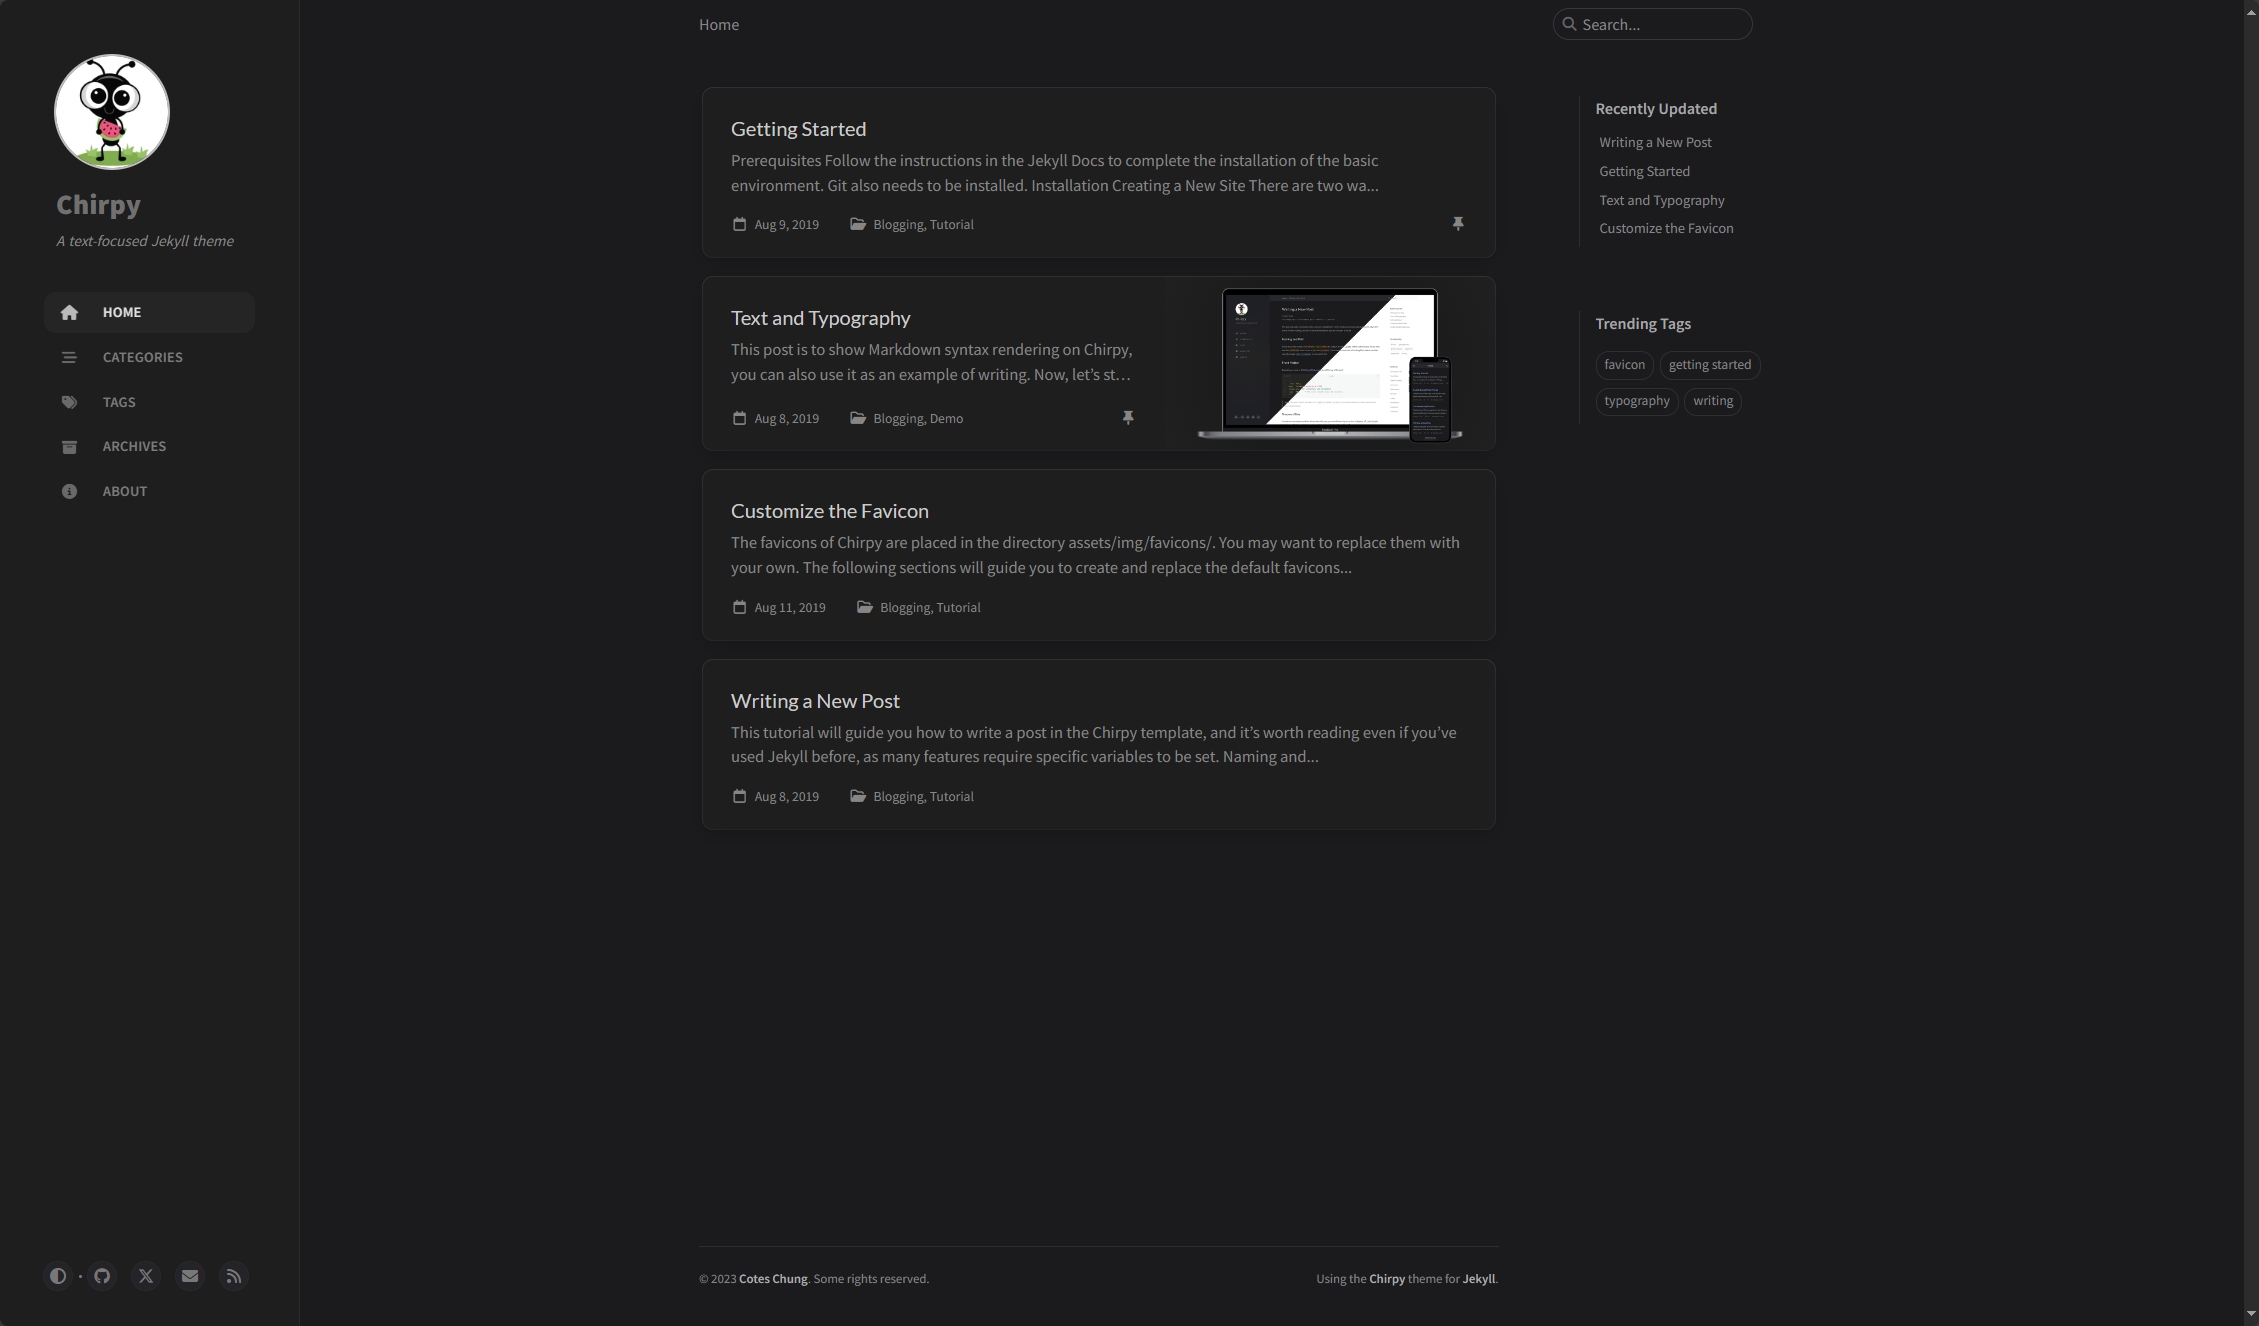 Chirpy
A text-focused Jekyll theme
HOME
CATEGORIES
TAGS
ARCHIVES
ABOUT
Home
Search...
Getting Started
Prerequisites Follow the instructions in the Jekyll Docs to complete the installation of the basic
environment. Git also needs to be installed. Installation Creating a New Site There are two wa...
Aug 9, 2019
Blogging, Tutorial
Text and Typography
This post is to show Markdown syntax rendering on Chirpy,
you can also use it as an example of writing. Now, let’s st...
Aug 8, 2019
Blogging, Demo
Customize the Favicon
The favicons of Chirpy are placed in the directory assets/img/favicons/. You may want to replace them with
your own. The following sections will guide you to create and replace the default favicons...
Aug 11, 2019
Blogging, Tutorial
Writing a New Post
This tutorial will guide you how to write a post in the Chirpy template, and it’s worth reading even if you’ve
used Jekyll before, as many features require specific variables to be set. Naming and...
Aug 8, 2019
Blogging, Tutorial
Recently Updated
Writing a New Post
Getting Started
Text and Typography
Customize the Favicon
Trending Tags
favicon
getting started
typography
writing
© 2023 Cotes Chung. Some rights reserved.
Using the Chirpy theme for Jekyll.